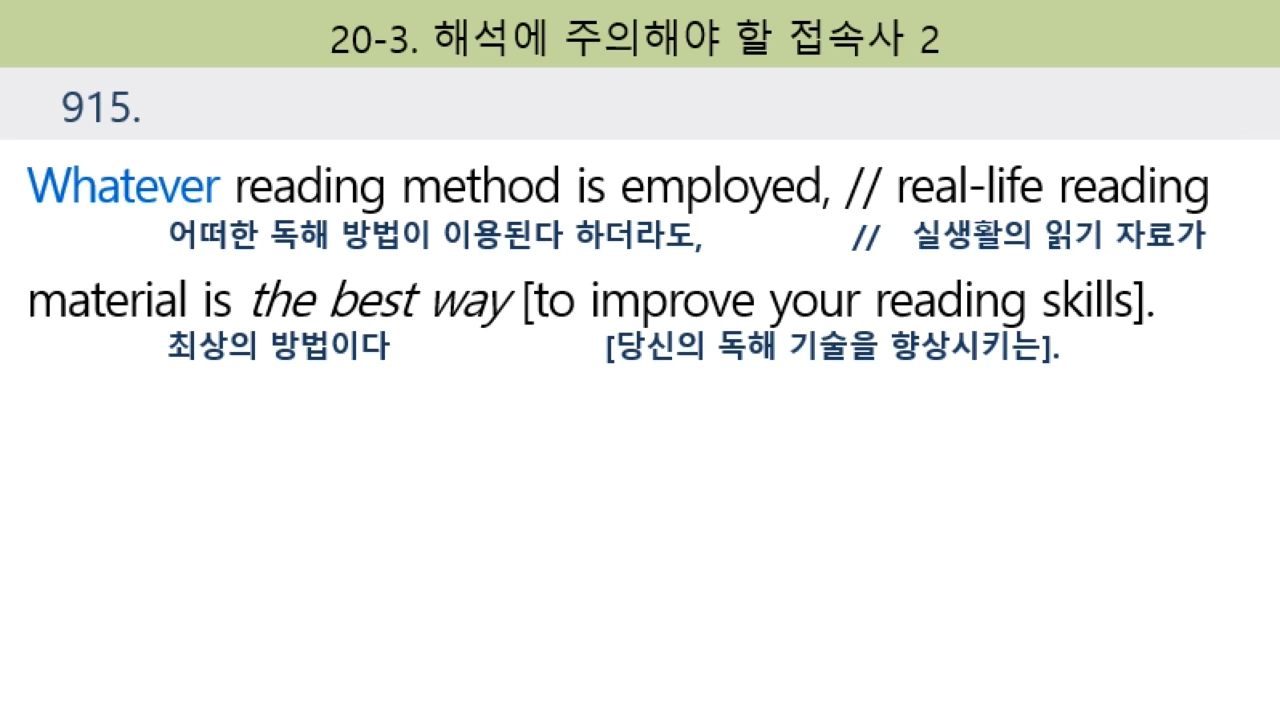 20-3. 해석에 주의해야 할 접속사 2
915.
Whatever reading method is employed, // real-life reading
어떠한 독해 방법이 이용된다 하더라도, // 실생활의 읽기 자료가
material is the best way [to improve your reading skills].
최상의 방법이다 [당신의 독해 기술을 향상시키는].